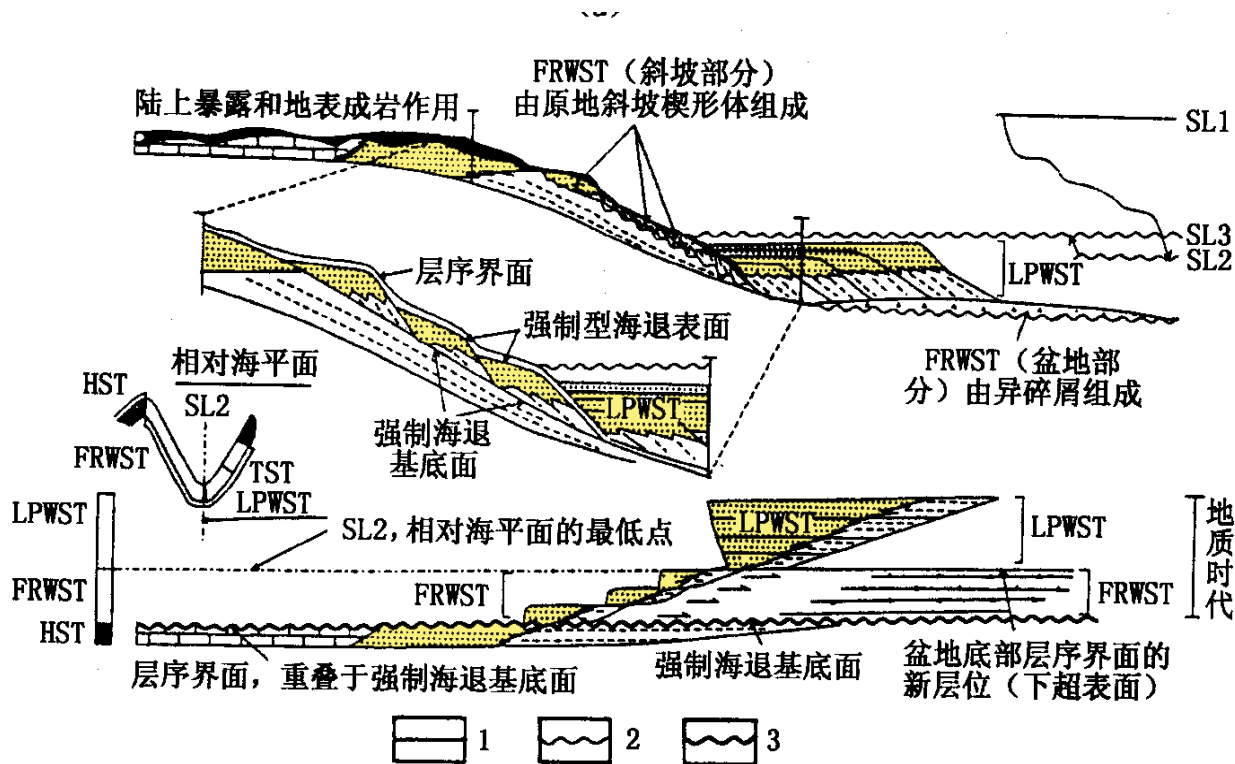 FRWST（斜坡部分）
由原地斜坡楔形体组成
陆上暴露和地表成岩作用
SL1
SL3
SL2
LPWST
层序界面
强制型海退表面
FRWST（盆地部
分）由异碎屑组成
相对海平面
SL2
HST
FRWST
TST
LPWST
LPWST
强制海退
基底面
LPWST
FRWST
HST
SL2,相对海平面的最低点
FRWST
LPWST
LPWST
FRWST
地质时代
层序界面，重叠于强制海退基底面
强制海退基底面
盆地底部层序界面的
新层位（下超表面）
1
2
3